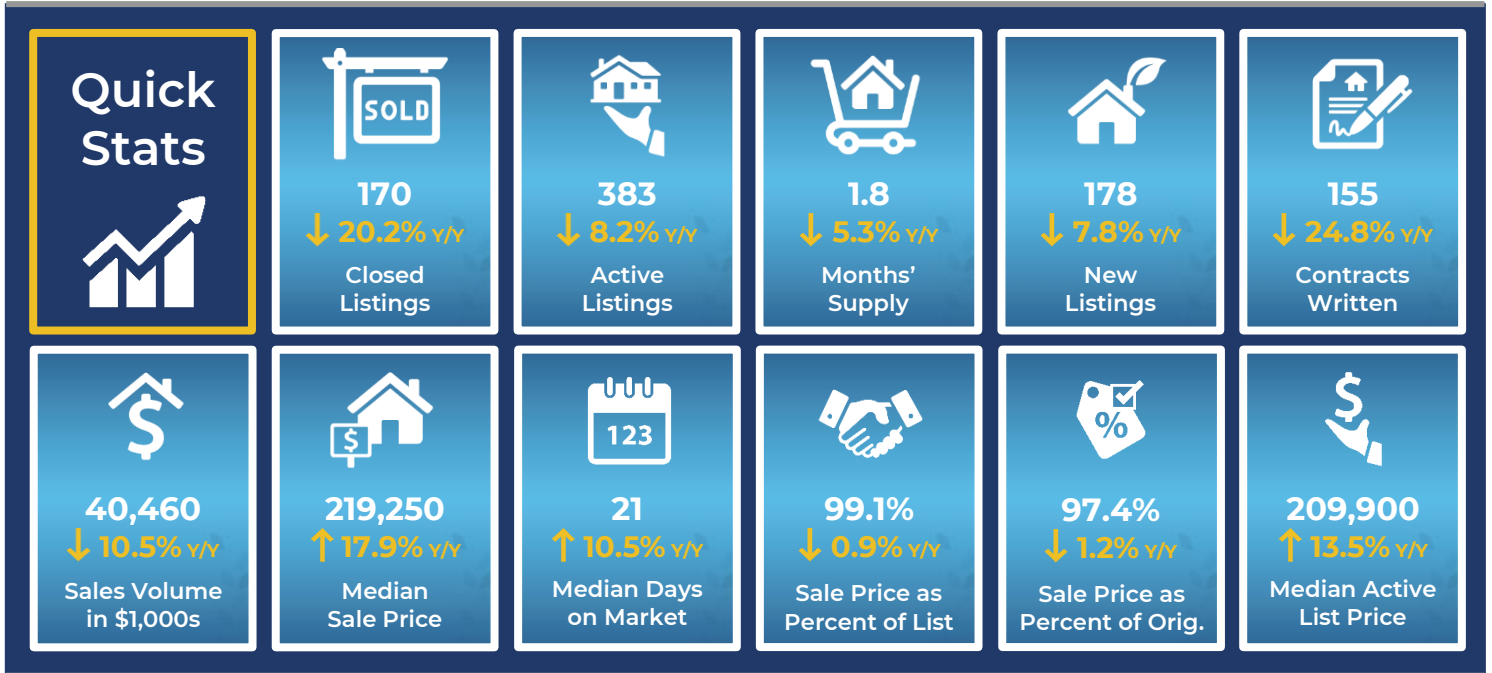 Quick
Stats
SOLD
170
↓ 20.2% Y/Y
Closed
Listings
383
↓ 8.2% Y/Y
Active
Listings
1.8
↓ 5.3% Y/Y
Months’
Supply
178
↓ 7.8% Y/Y
New
Listings
155
↓ 24.8% Y/Y
Contracts
Written
$
40,460
↓ 10.5% Y/Y
Sales Volume
in $1,000s
$
219,250
↑ 17.9% Y/Y
Median
Sale Price
123
21
↑ 10.5% Y/Y
Median Days
on Market
99.1%
↓ 0.9% Y/Y
Sale Price as
Percent of List
%
97.4%
↓ 1.2% Y/Y
Sale Price as
Percent of Orig.
$
209,900
↑ 13.5% Y/Y
Median Active
List Price